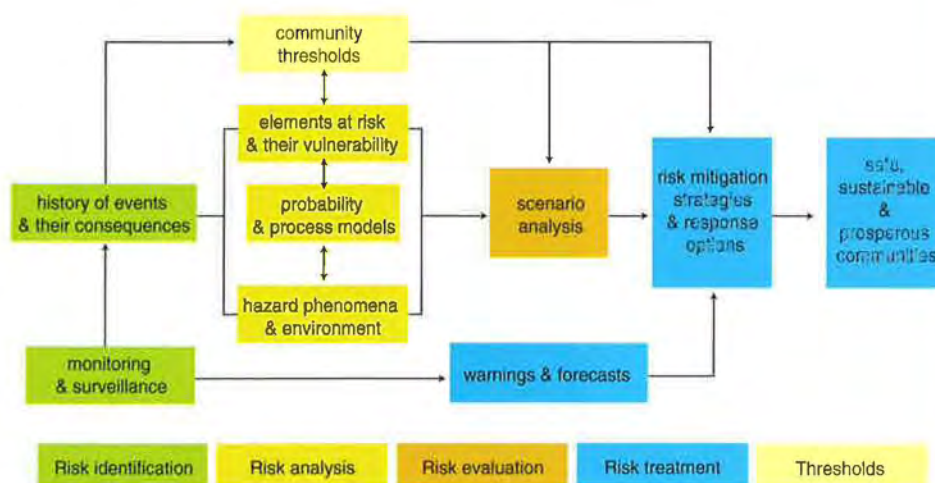 community
thresholds
elements at risk
& their vulnerability
history of events
& their consequences
probability
& process models
scenario
analysis
risk mitigation
strategies
& response
options
safe,
sustainable
&
prosperous
communities
hazard phenomena
& environment
monitoring
& surveillance
warnings & forecasts
Risk identification
Risk analysis
Risk evaluation
Risk treatment
Thresholds